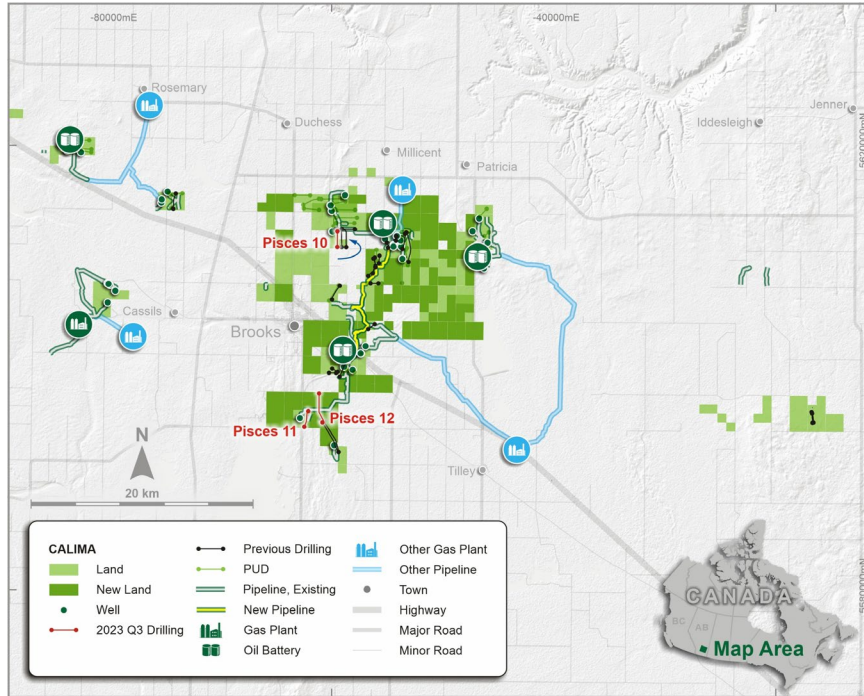 -80000mE
-40000mE
Rosemary
Duchess
Iddesleigh
Jenner
5620000mN
Millicent
Patricia
Pisces 10
Cassils
Brooks
Pisces 11
Pisces 12
N
20 km
Tilley
CALIMA
Land
New Land
Well
2023 Q3 Drilling
Previous Drilling
PUD
Pipeline, Existing
New Pipeline
Gas Plant
Oil Battery
Other Gas Plant
Other Pipeline
Town
Highway
Major Road
Minor Road
5580000mN
CANADA
BC
AB
Map Area